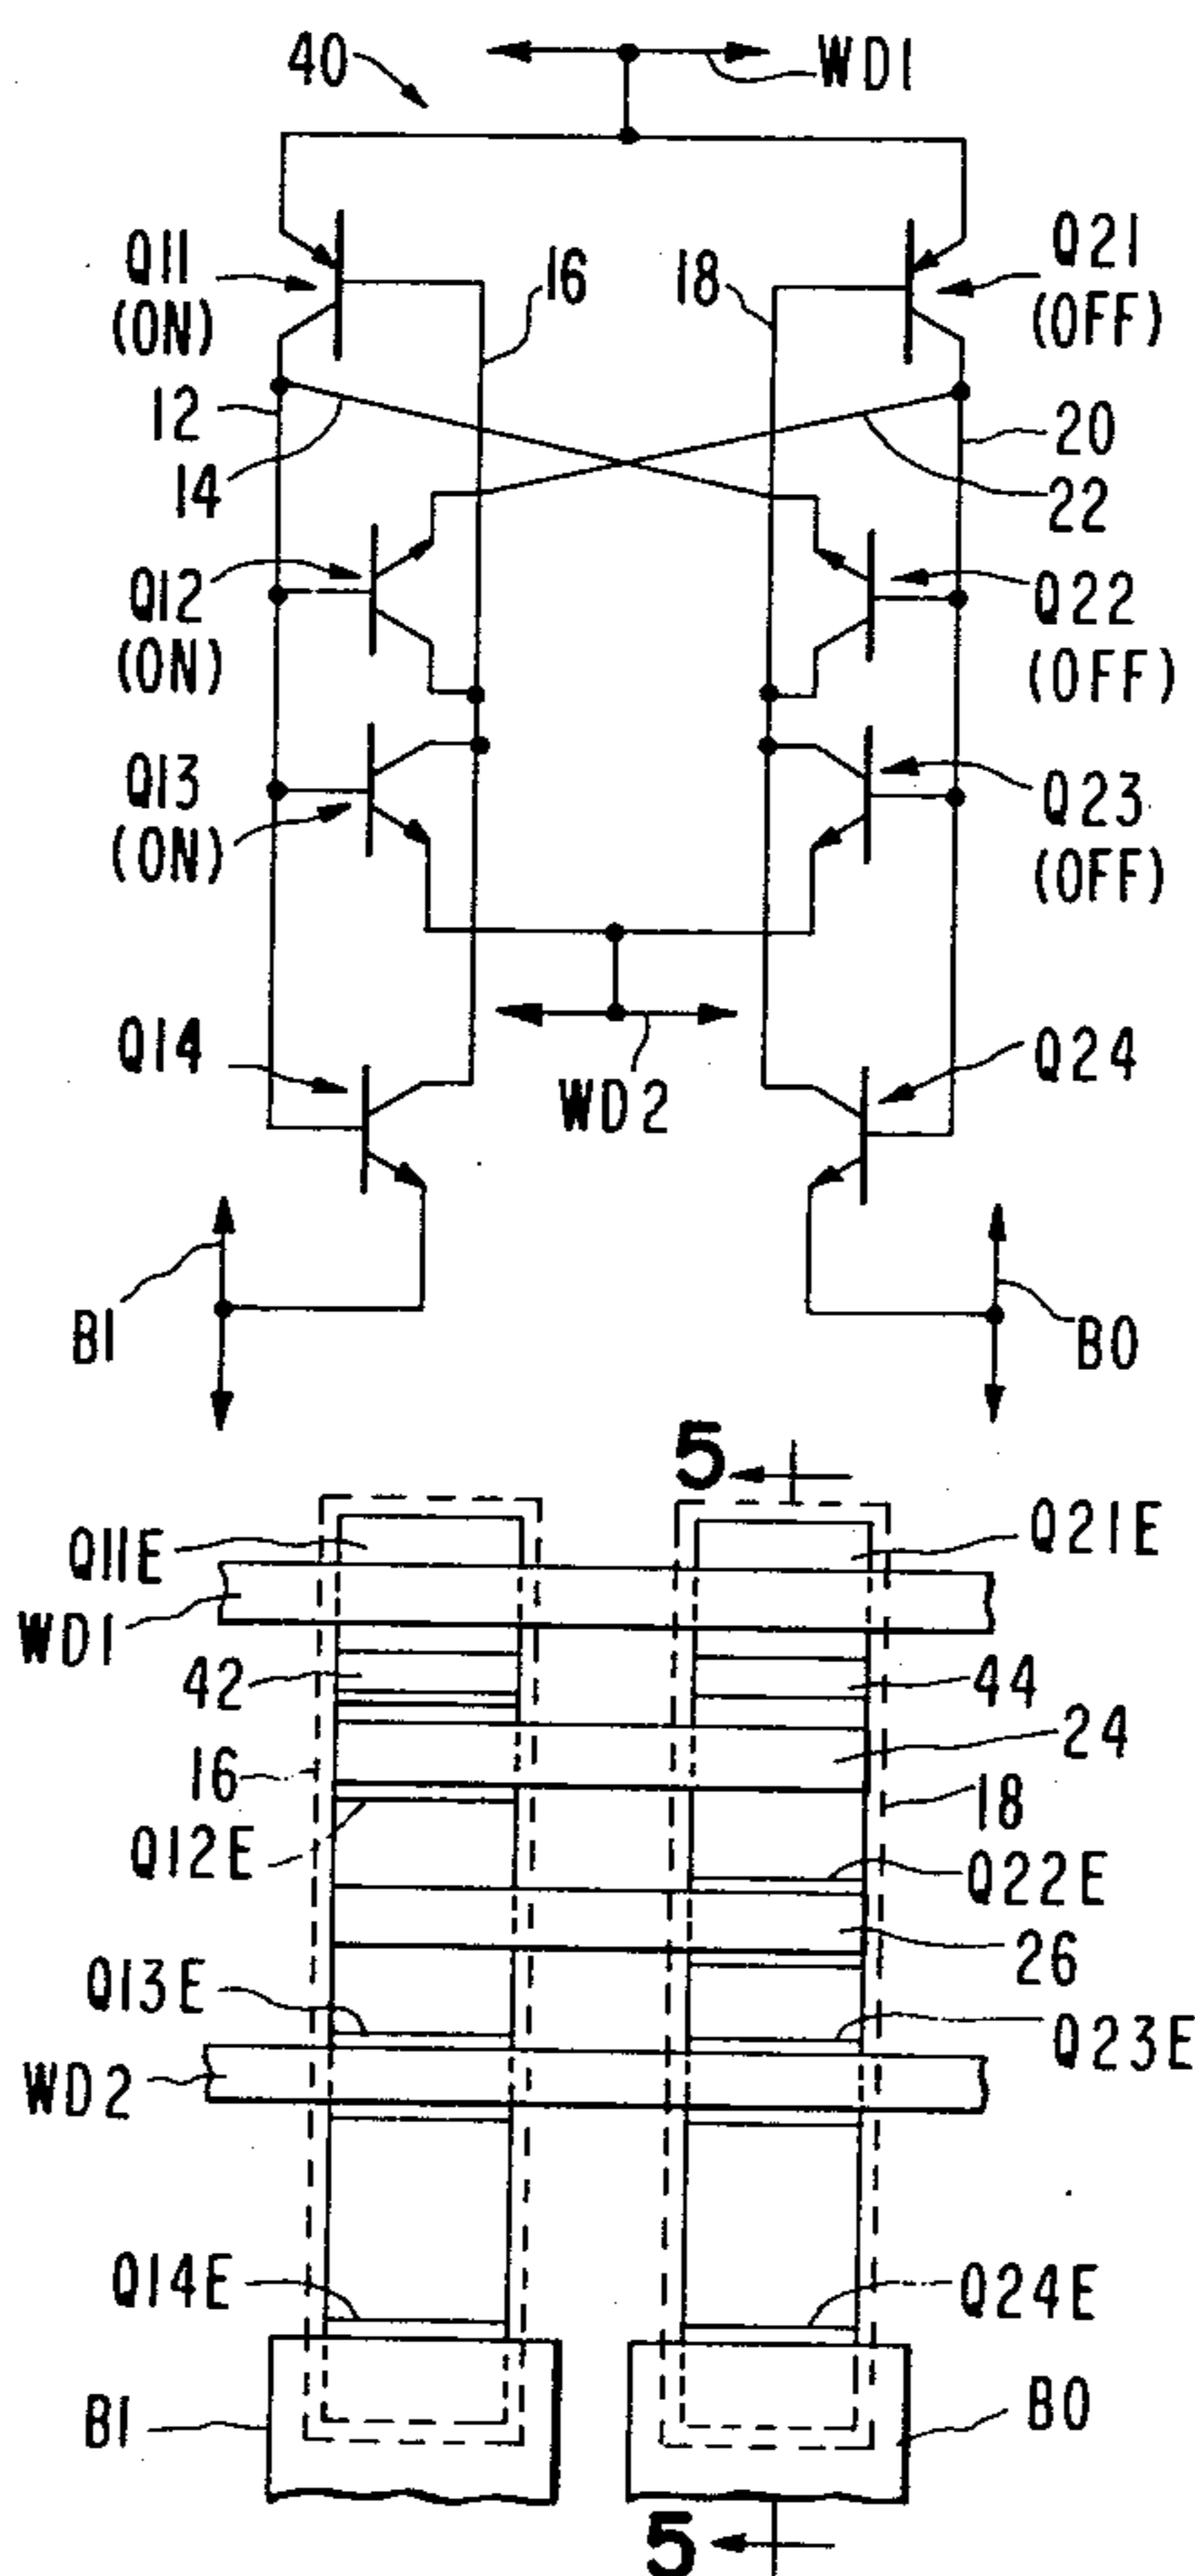 40
WD1
Q11
(ON)
16
18
Q21
(OFF)
12
14
20
22
Q12
(ON)
Q22
(OFF)
Q13
(ON)
Q23
(OFF)
Q14
WD2
Q24
B1
B0
5
Q11E
Q21E
WD1
42
44
24
16
18
Q12E
Q22E
26
Q13E
Q23E
WD2
Q14E
Q24E
B1
B0
5